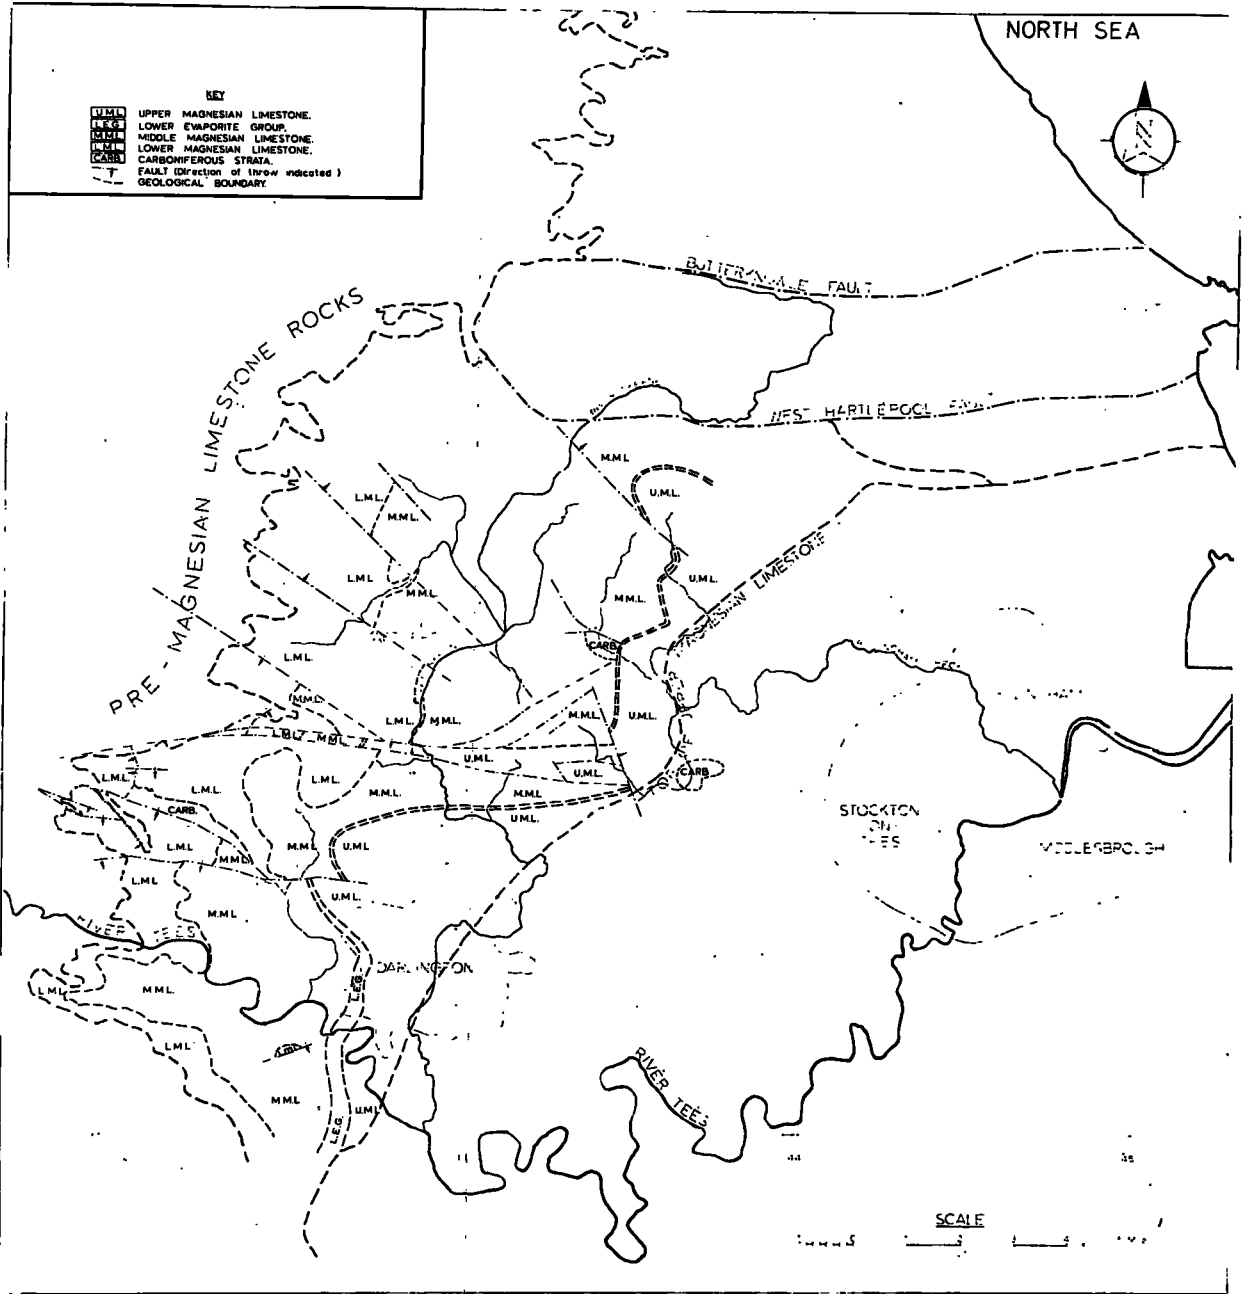 NORTH SEA
KEY
U.M.L. UPPER MAGNESIAN LIMESTONE.
L.E.G. LOWER EVAPORITE GROUP.
M.M.L. MIDDLE MAGNESIAN LIMESTONE.
L.M.L. LOWER MAGNESIAN LIMESTONE.
CARB. CARBONIFEROUS STRATA.
FAULT (Direction of throw indicated)
GEOLOGICAL BOUNDARY.
N
FAULT
PRE - MAGNESIAN LIMESTONE ROCKS
WEST HARTLEPOOL
M.M.L
L.M.L.
U.M.L.
M.M.L.
L.M.L
M.M.L.
U.M.L.
M.M.L.
MAGNESIAN LIMESTONE
CARB.
L.M.L.
M.M.L.
L.M.L.
M.M.L.
M.M.L.
U.M.L.
L.M.L.
M.M.L.
U.M.L.
L.M.L.
L.M.L.
U.M.L.
CARB
L.M.L.
M.M.L.
M.M.L
CARB.
U.M.L.
STOCKTON
L.M.L
M.M.L
M.M.L
U.M.L
L.M.L
U.M.L.
M.M.L
RIVER TEES
DARLINGTON
L.M.L
M.M.L.
L.E.G.
L.M.L
L.M.L
M.M.L
U.M.L
L.E.G.
RIVER TEES
44
SCALE